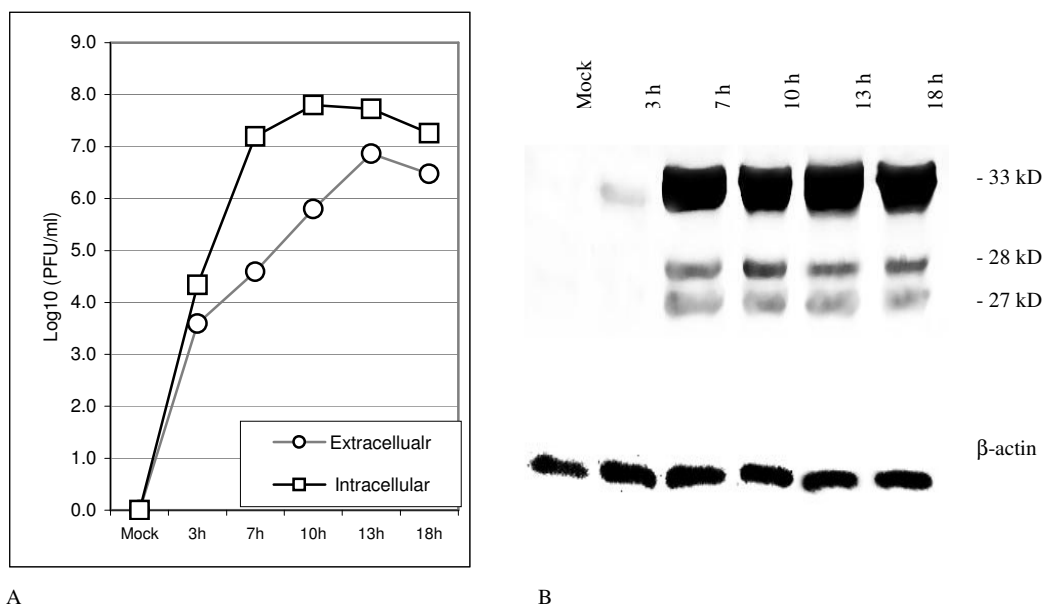 9.0
8.0
7.0
6.0
5.0
4.0
3.0
2.0
1.0
0.0
Log10 (PFU/ml)
Extracellualr
Intracellular
Mock 3h 7h 10h 13h 18h
A
Mock 3 h 7 h 10 h 13 h 18 h
- 33 kD
- 28 kD
- 27 kD
β-actin
B